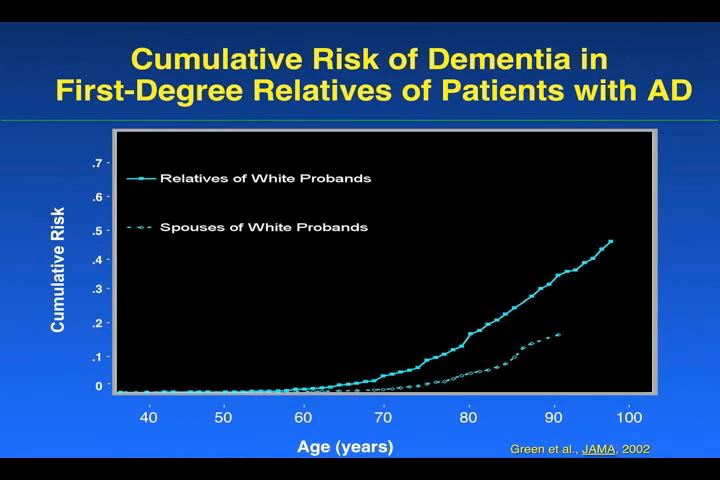 Cumulative Risk of Dementia in
First-Degree Relatives of Patients with AD
Relatives of White Probands
Spouses of White Probands
Cumulative Risk
.7
.6
.5
.4
.3
.2
.1
0
40 50 60 70 80 90 100
Age (years)
Green et al., JAMA, 2002